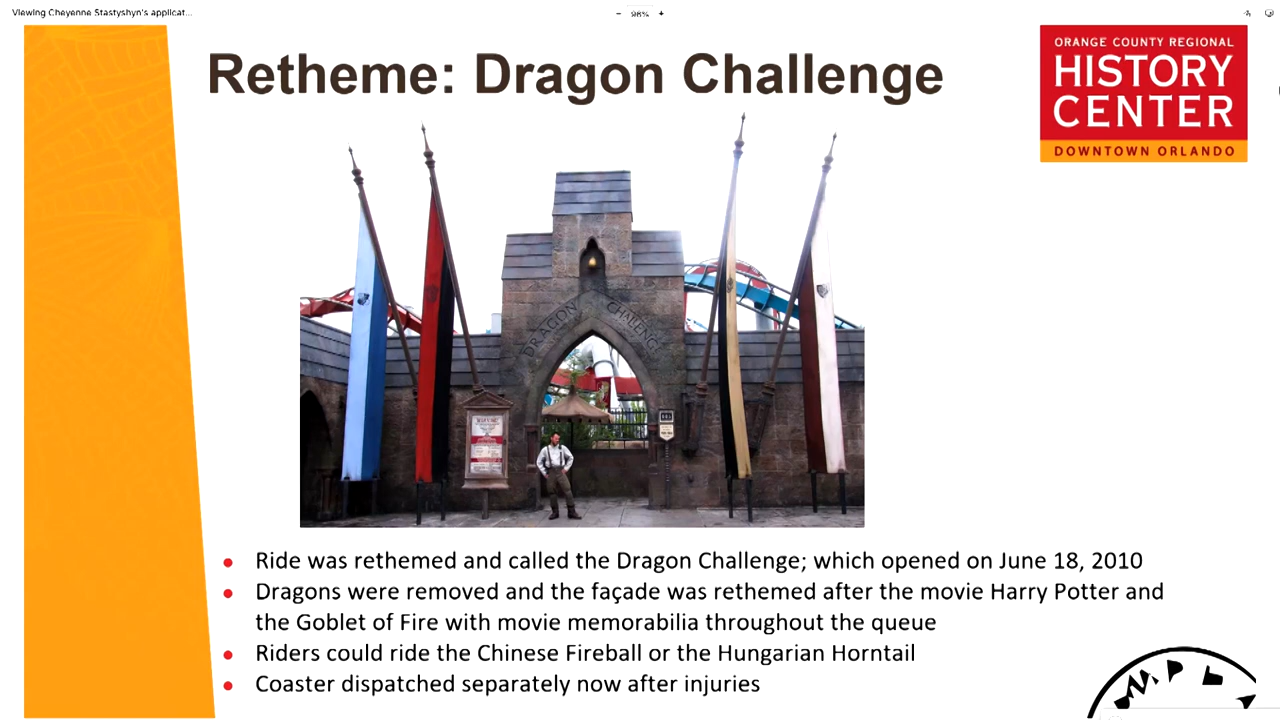 Viewing Cheyenne Stastyshyn's applicat...
− 98% +
Retheme: Dragon Challenge
ORANGE COUNTY REGIONAL
HISTORY
CENTER
DOWNTOWN ORLANDO
DRAGON CHALLENGE
● Ride was rethemed and called the Dragon Challenge; which opened on June 18, 2010
● Dragons were removed and the façade was rethemed after the movie Harry Potter and
the Goblet of Fire with movie memorabilia throughout the queue
● Riders could ride the Chinese Fireball or the Hungarian Horntail
● Coaster dispatched separately now after injuries